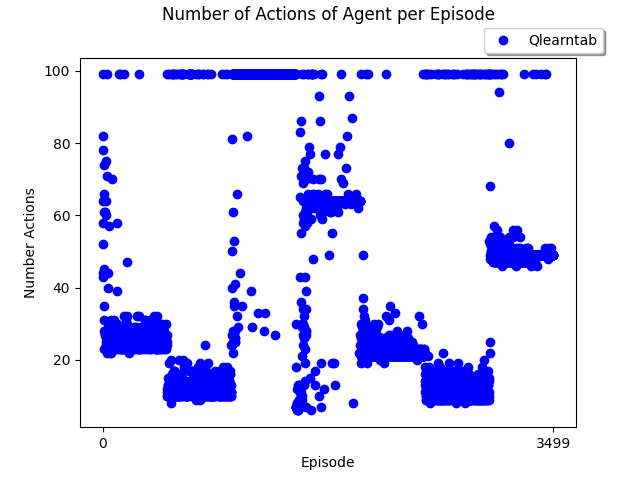 Number of Actions of Agent per Episode
Qlearntab
100
80
60
40
20
Number Actions
0
3499
Episode